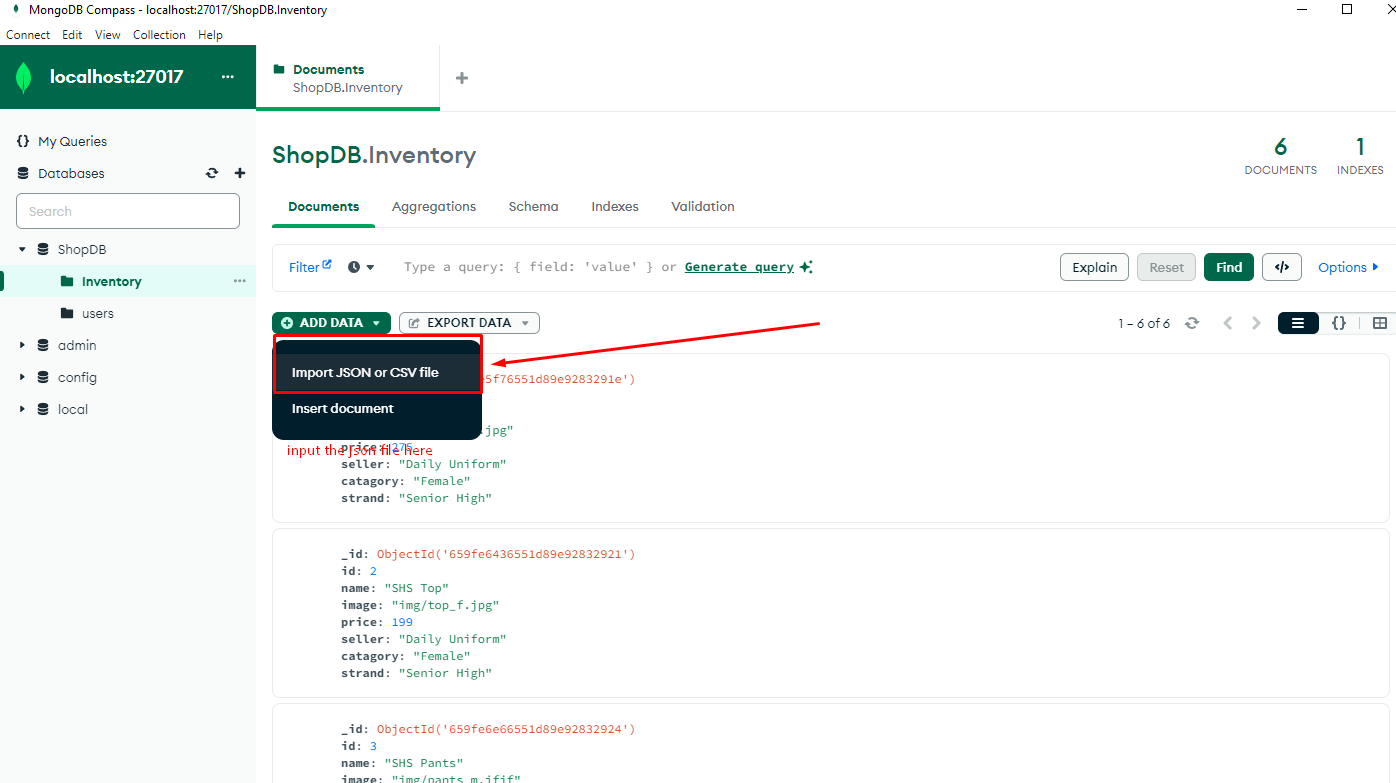 MongoDB Compass - localhost:27017/ShopDB.Inventory
Connect Edit View Collection Help
localhost:27017 ...
Documents
ShopDB.Inventory
My Queries
Databases
Search
ShopDB
Inventory
users
admin
config
local
ShopDB.Inventory
6
DOCUMENTS
1
INDEXES
Documents Aggregations Schema Indexes Validation
Filter Type a query: { field: 'value' } or Generate query Explain Reset Find </> Options
ADD DATA EXPORT DATA 1 – 6 of 6 {}
Import JSON or CSV file
Insert document
e5f76551d89e9283291e')
.jpg"
price: 275
input the json file here
seller: "Daily Uniform"
catagory: "Female"
strand: "Senior High"
_id: ObjectId('659fe6436551d89e92832921')
id: 2
name: "SHS Top"
image: "img/top_f.jpg"
price: 199
seller: "Daily Uniform"
catagory: "Female"
strand: "Senior High"
_id: ObjectId('659fe6e66551d89e92832924')
id: 3
name: "SHS Pants"
image: "img/pants_m.jfif"